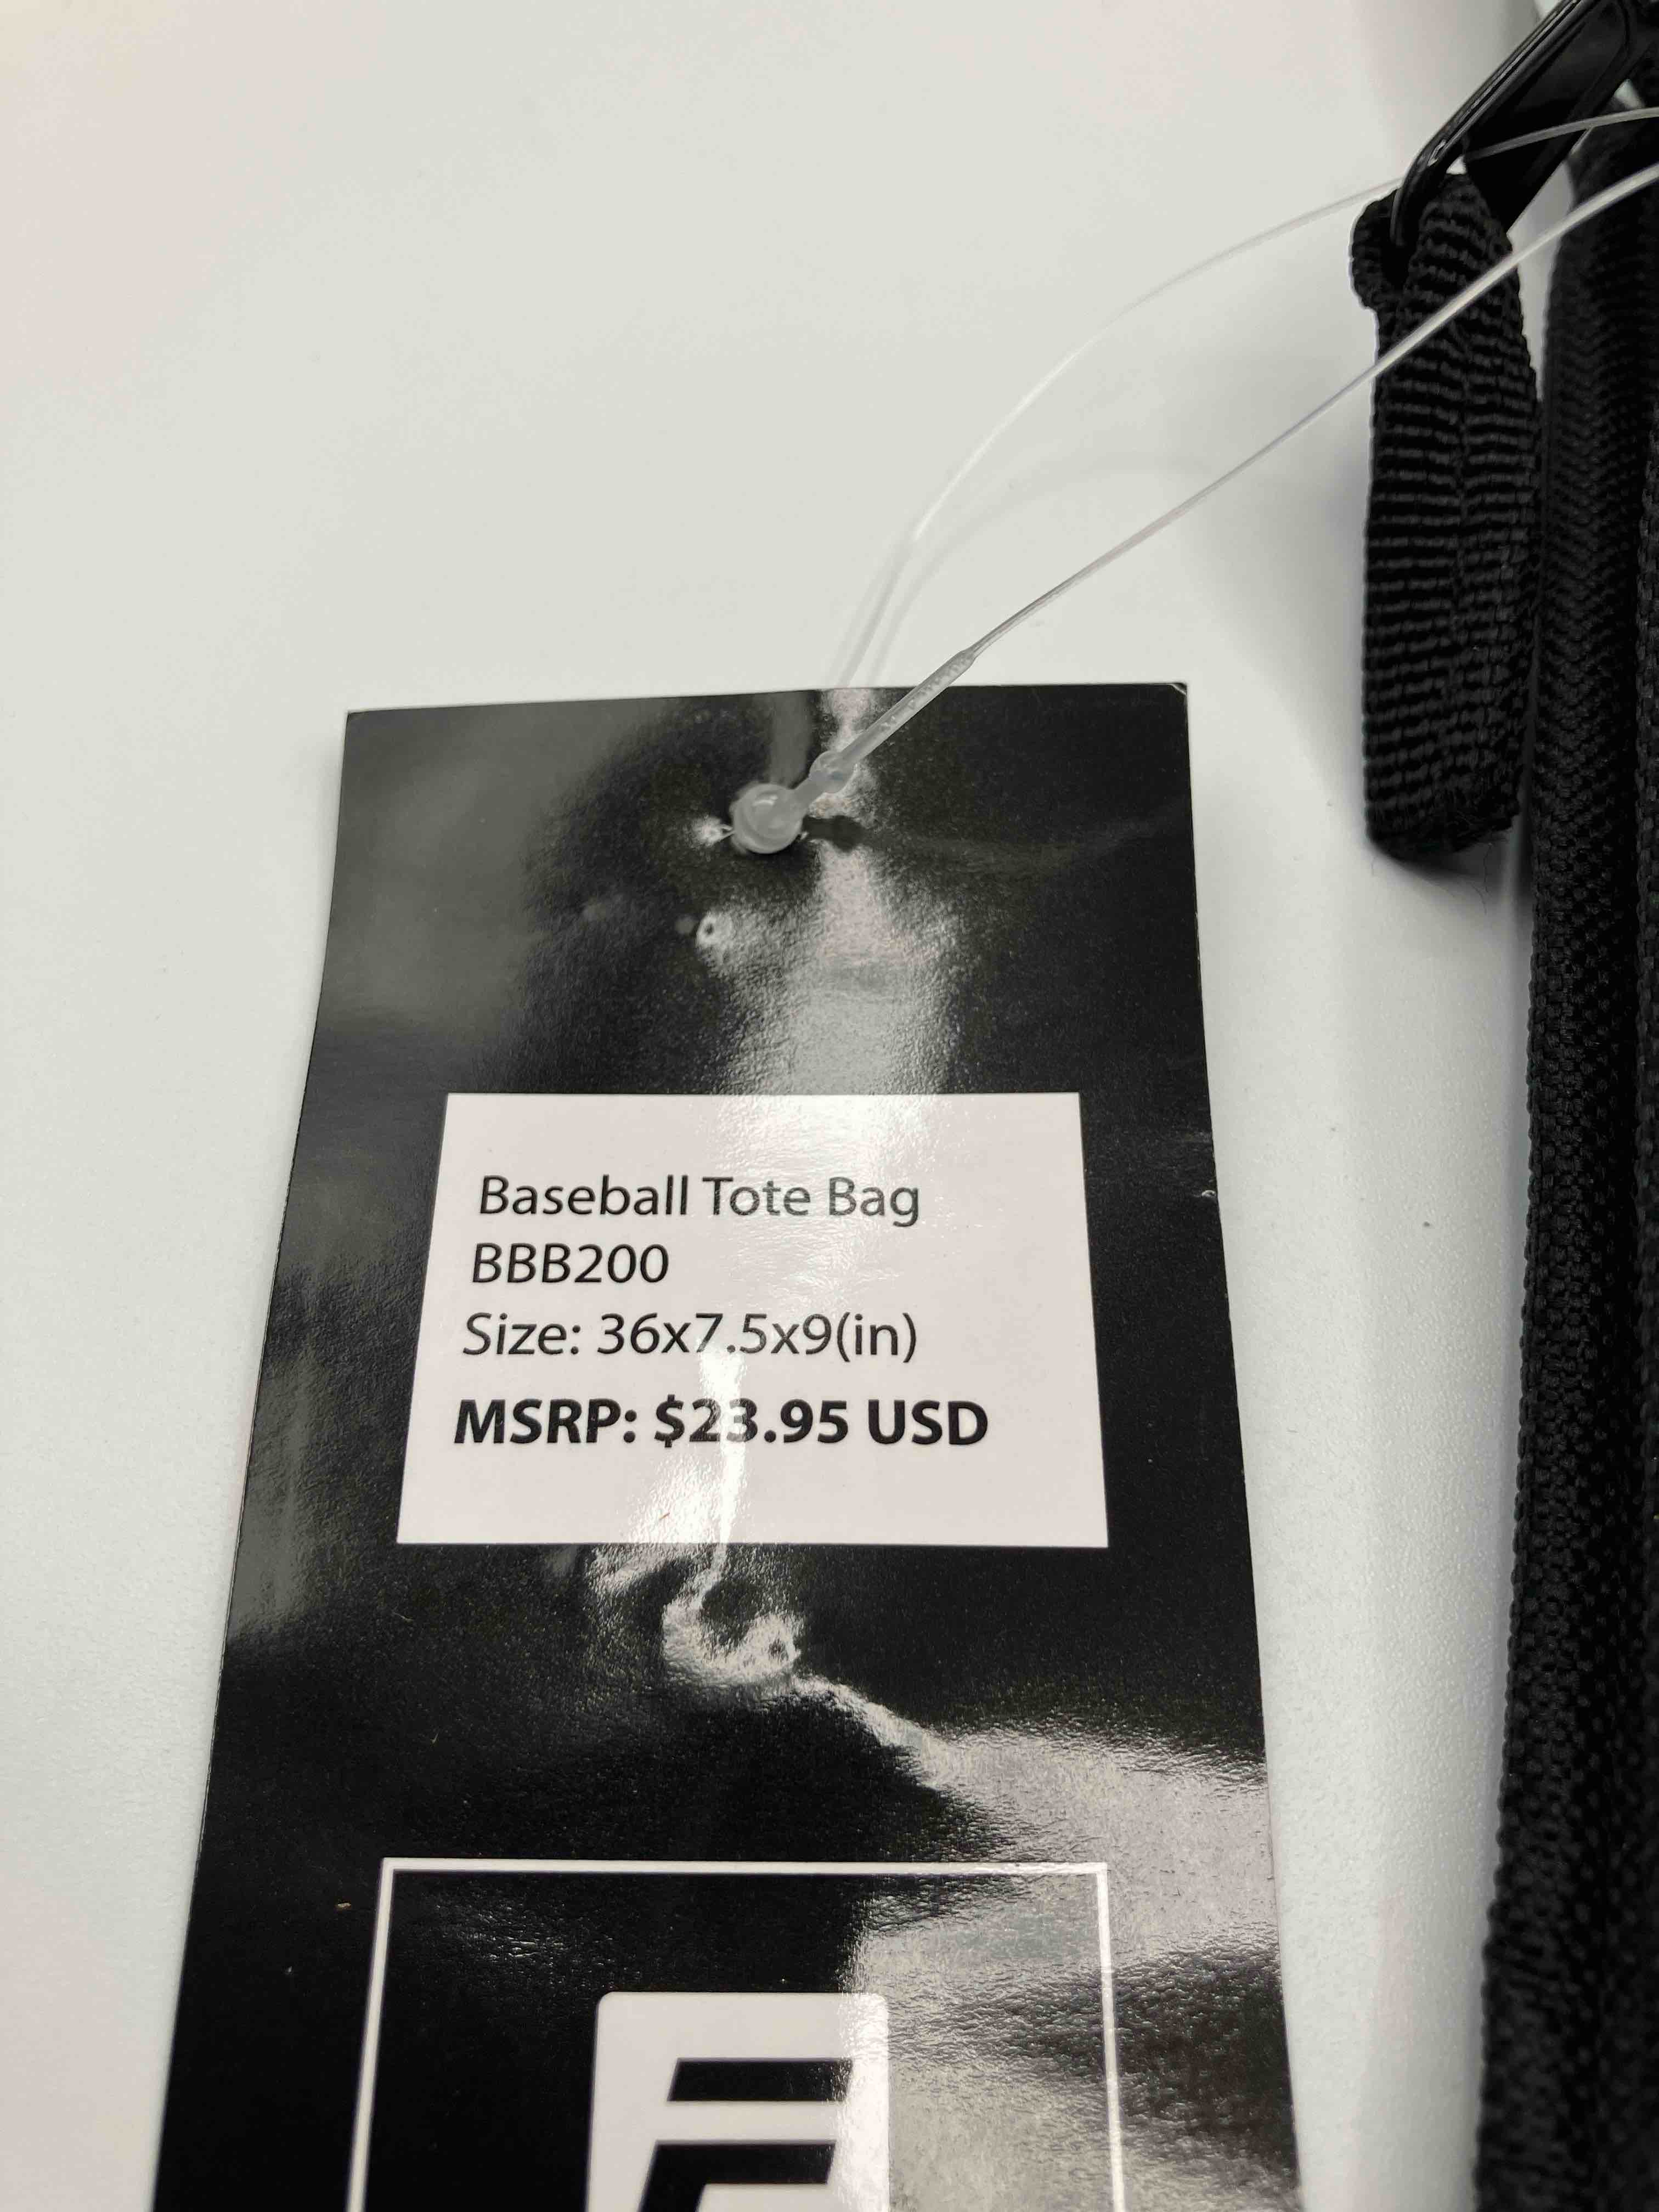 Baseball Tote Bag
BBB200
Size: 36x7.5x9(in)
MSRP: $23.95 USD